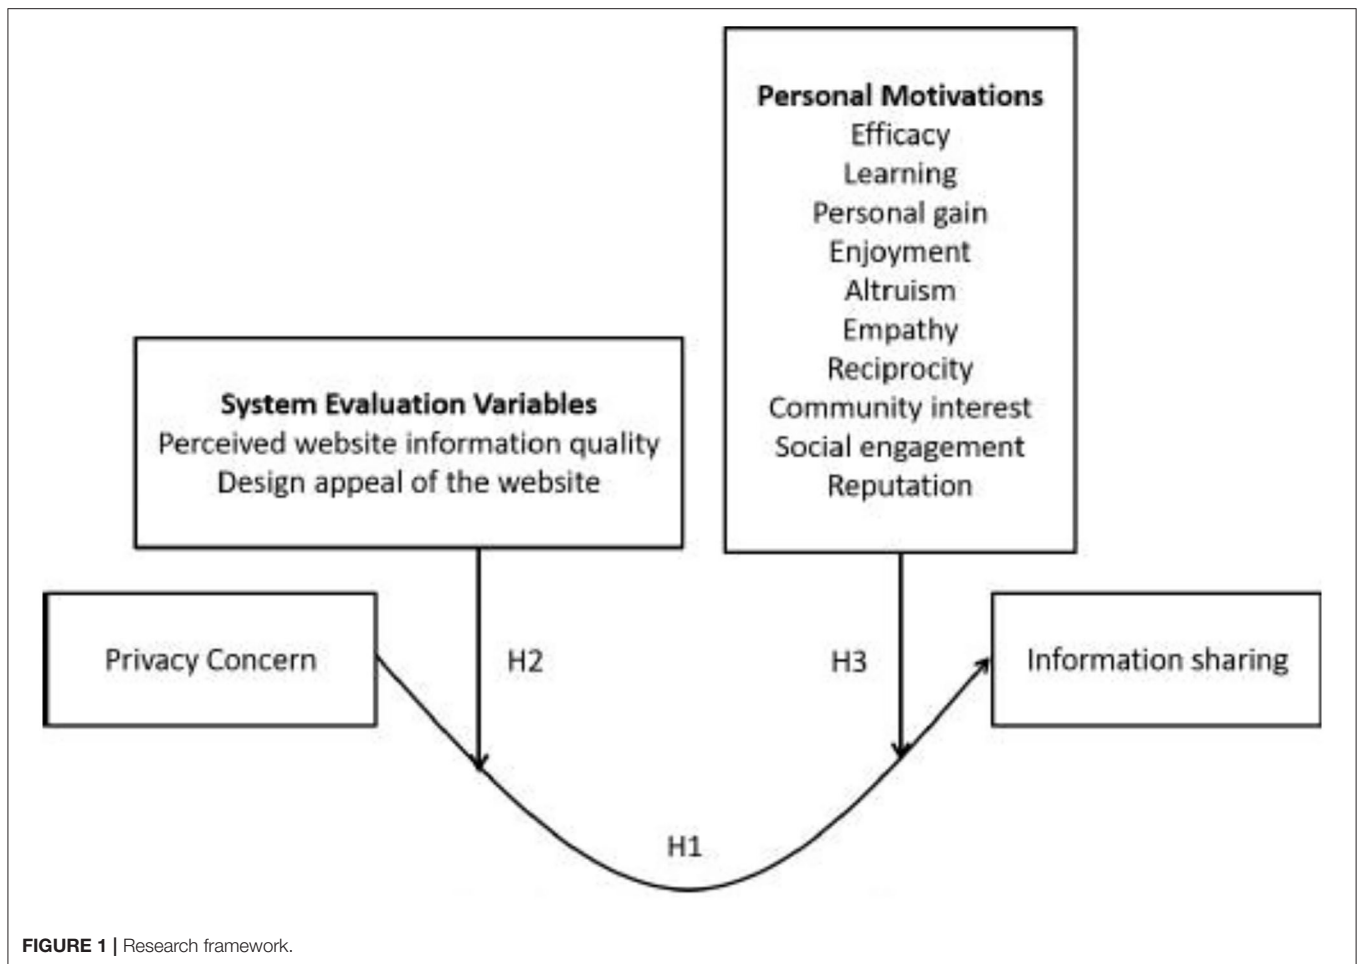 Personal Motivations
Efficacy
Learning
Personal gain
Enjoyment
Altruism
Empathy
Reciprocity
Community interest
Social engagement
Reputation
System Evaluation Variables
Perceived website information quality
Design appeal of the website
Privacy Concern
H2
H3
Information sharing
H1
FIGURE 1 | Research framework.